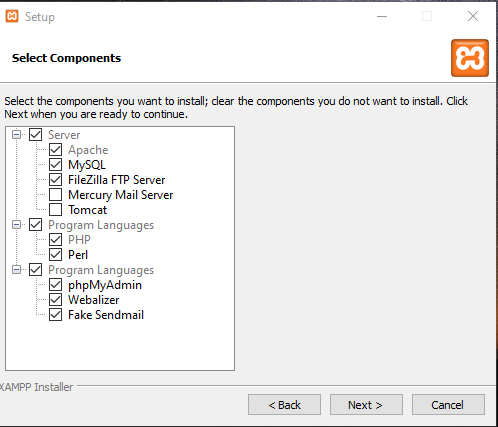 Setup
Select Components
Select the components you want to install; clear the components you do not want to install. Click
Next when you are ready to continue.
Server
Apache
MySQL
FileZilla FTP Server
Mercury Mail Server
Tomcat
Program Languages
PHP
Perl
Program Languages
phpMyAdmin
Webalizer
Fake Sendmail
XAMPP Installer
< Back
Next >
Cancel